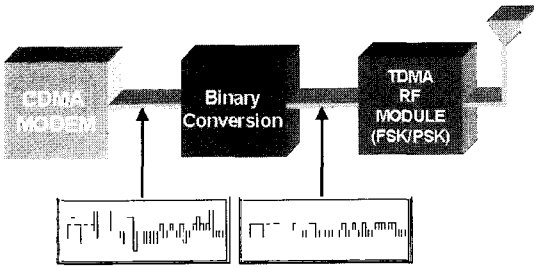 CDMA
MODEM
Binary
Conversion
TDMA
RF
MODULE
(FSK/PSK)